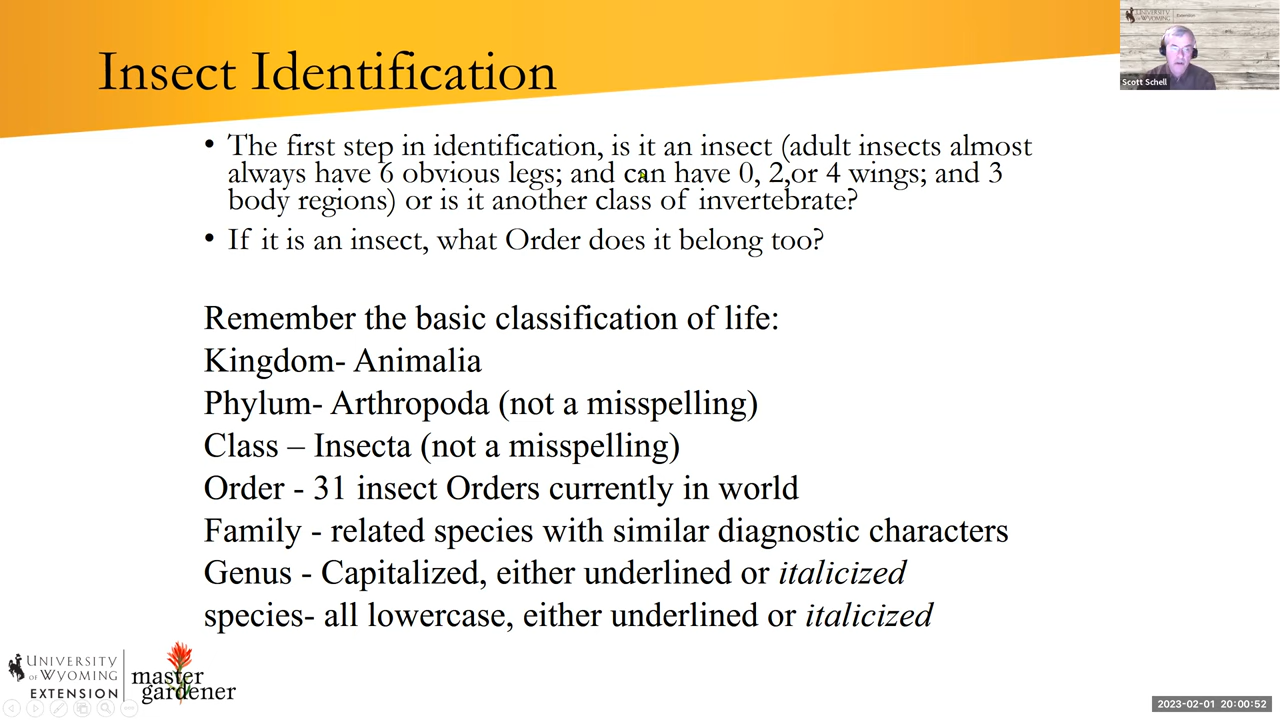 Insect Identification
• The first step in identification, is it an insect (adult insects almost
always have 6 obvious legs; and can have 0, 2,or 4 wings; and 3
body regions) or is it another class of invertebrate?
• If it is an insect, what Order does it belong too?
Remember the basic classification of life:
Kingdom- Animalia
Phylum- Arthropoda (not a misspelling)
Class – Insecta (not a misspelling)
Order - 31 insect Orders currently in world
Family - related species with similar diagnostic characters
Genus - Capitalized, either underlined or italicized
species- all lowercase, either underlined or italicized
UNIVERSITY
OF WYOMING
EXTENSION
master
gardener
UNIVERSITY
OF WYOMING
Extension
Scott Schell
2023-02-01 20:00:52